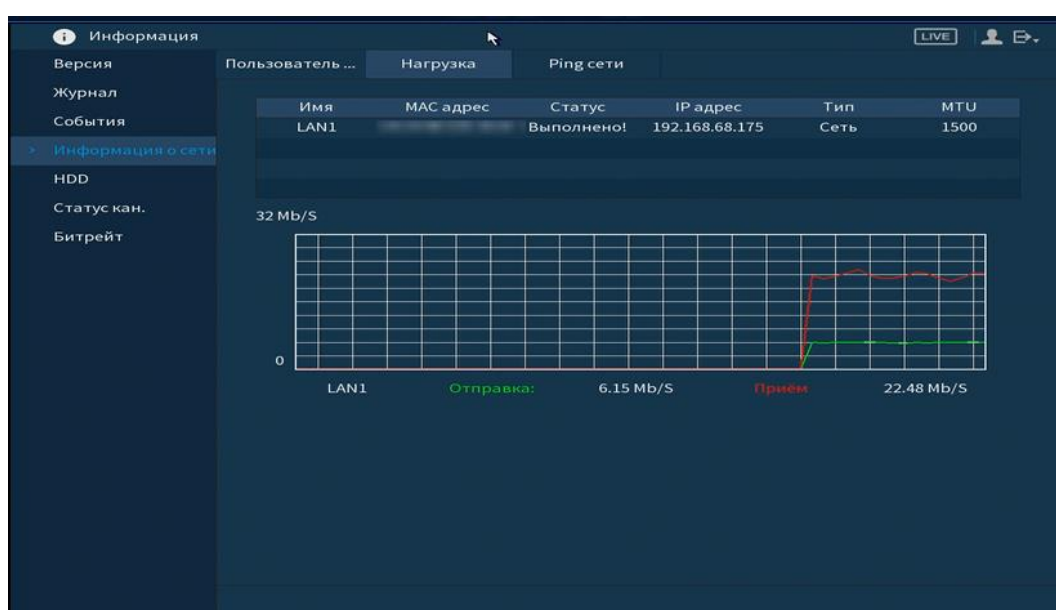 Информация LIVE
Версия Пользователь ... Нагрузка Ping сети
Журнал
Имя MAC адрес Статус IP адрес Тип MTU
События
LAN1 Выполнено! 192.168.68.175 Сеть 1500
Информация о сети
HDD
Статус кан.
32 Mb/S
Битрейт
0
LAN1 Отправка: 6.15 Mb/S Приём 22.48 Mb/S